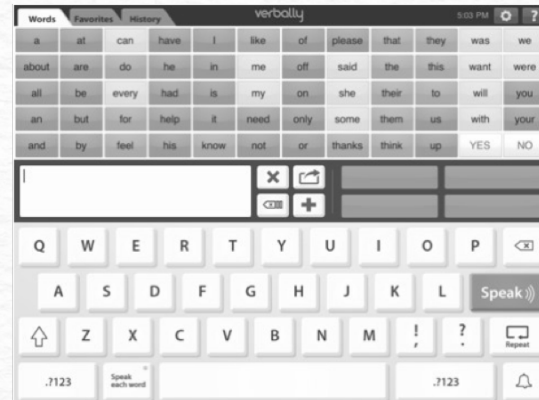 Words Favorites History verbally 5:03 PM ?
a at can have I like of please that they was we
about are do he in me off said the this want were
all be every had is my on she their to will you
an but for help it need only some them us with your
and by feel his know not or thanks think up YES NO
Q W E R T Y U I O P
A S D F G H J K L Speak
Z X C V B N M ! , ? . Repeat
.?123 Speak each word .?123